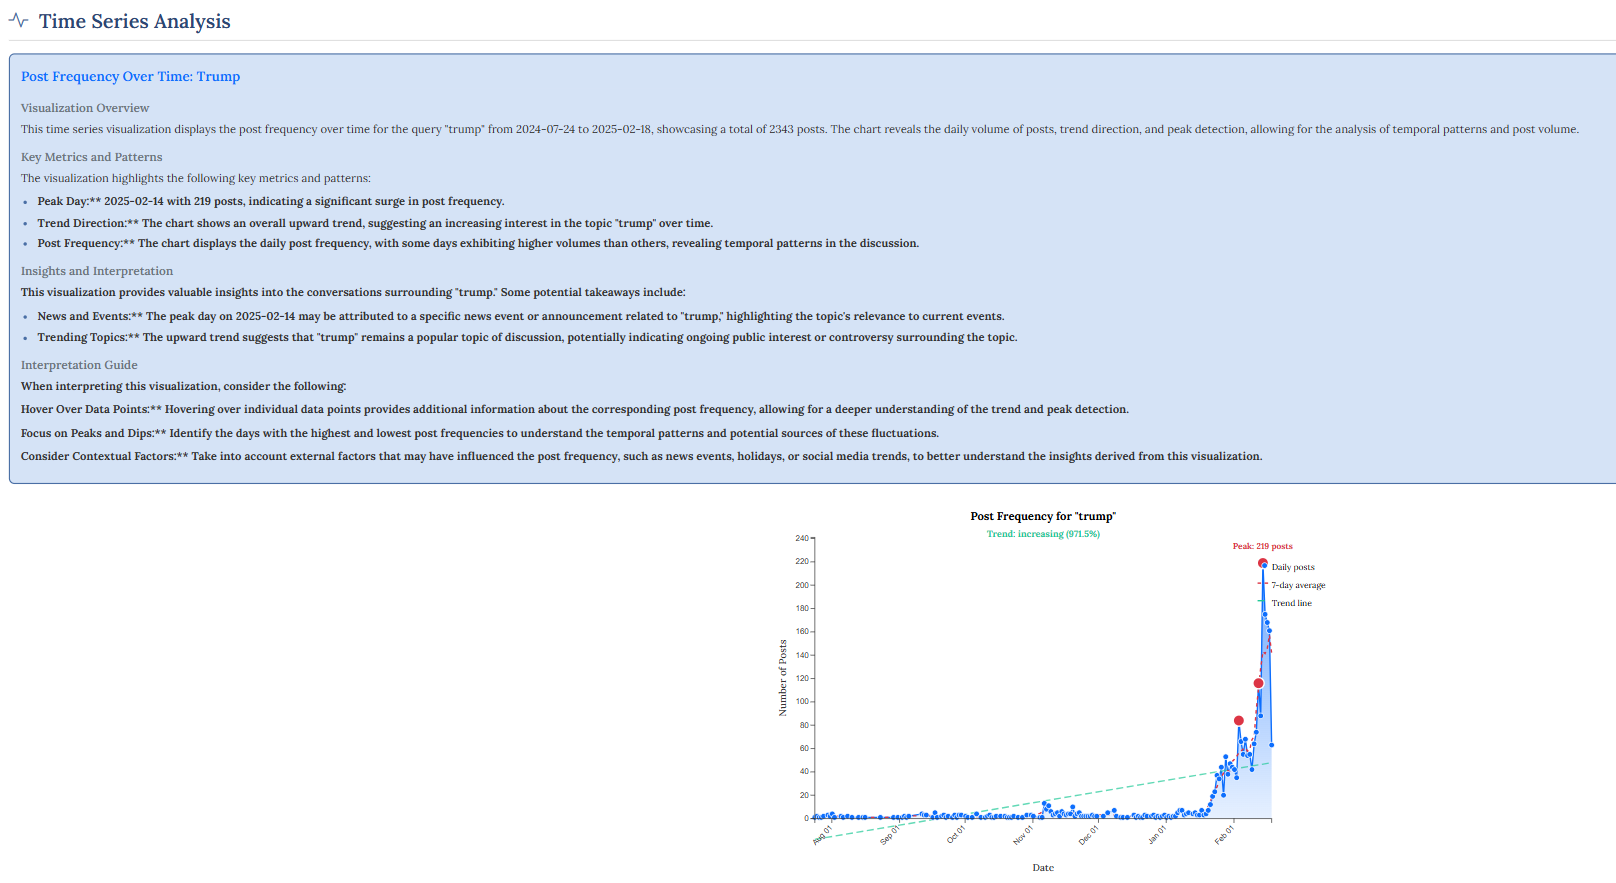 Time Series Analysis
Post Frequency Over Time: Trump
Visualization Overview
This time series visualization displays the post frequency over time for the query "trump" from 2024-07-24 to 2025-02-18, showcasing a total of 2343 posts. The chart reveals the daily volume of posts, trend direction, and peak detection, allowing for the analysis of temporal patterns and post volume.
Key Metrics and Patterns
The visualization highlights the following key metrics and patterns:
• Peak Day:** 2025-02-14 with 219 posts, indicating a significant surge in post frequency.
• Trend Direction:** The chart shows an overall upward trend, suggesting an increasing interest in the topic "trump" over time.
• Post Frequency:** The chart displays the daily post frequency, with some days exhibiting higher volumes than others, revealing temporal patterns in the discussion.
Insights and Interpretation
This visualization provides valuable insights into the conversations surrounding "trump." Some potential takeaways include:
• News and Events:** The peak day on 2025-02-14 may be attributed to a specific news event or announcement related to "trump," highlighting the topic's relevance to current events.
• Trending Topics:** The upward trend suggests that "trump" remains a popular topic of discussion, potentially indicating ongoing public interest or controversy surrounding the topic.
Interpretation Guide
When interpreting this visualization, consider the following:
Hover Over Data Points:** Hovering over individual data points provides additional information about the corresponding post frequency, allowing for a deeper understanding of the trend and peak detection.
Focus on Peaks and Dips:** Identify the days with the highest and lowest post frequencies to understand the temporal patterns and potential sources of these fluctuations.
Consider Contextual Factors:** Take into account external factors that may have influenced the post frequency, such as news events, holidays, or social media trends, to better understand the insights derived from this visualization.
Post Frequency for "trump"
Trend: increasing (971.5%)
Peak: 219 posts
Daily posts
7-day average
Trend line
Number of Posts
240
220
200
180
160
140
120
100
80
60
40
20
0
Aug 01
Sep 01
Oct 01
Nov 01
Dec 01
Jan 01
Feb 01
Date